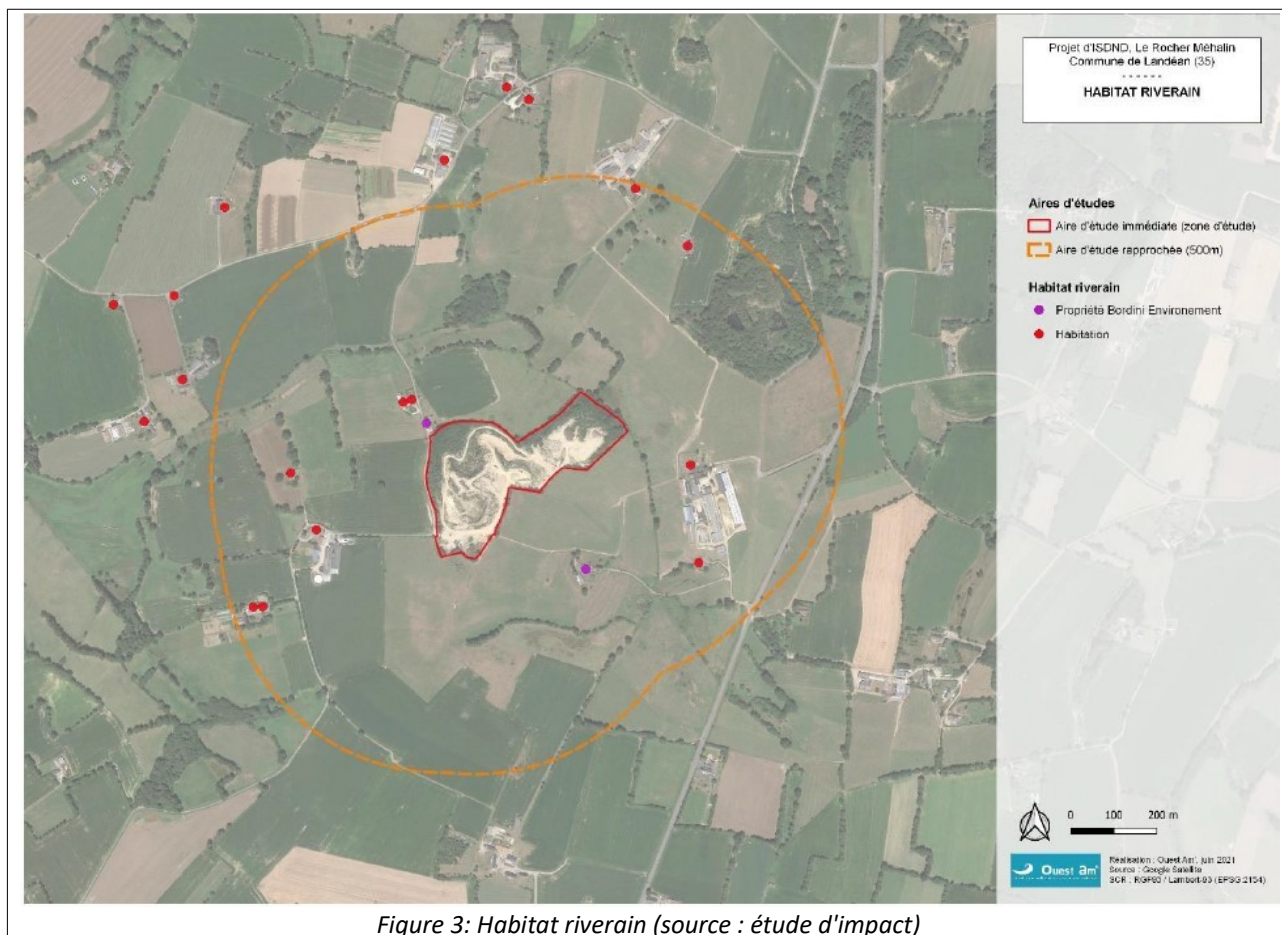 Projet d'ISDND, Le Rocher Méhalin
Commune de Landéan (35)
------
HABITAT RIVERAIN
Aires d'études
Aire d'étude immédiate (zone d'étude)
Aire d'étude rapprochée (500m)
Habitat riverain
Propriété Bordini Environement
Habitation
0 100 200 m
Ouest Am'
Réalisation : Ouest Am', juin 2021
Source : Google Satellite
SCR : RGF93 / Lambert-93 (EPSG:2154)
Figure 3: Habitat riverain (source : étude d'impact)